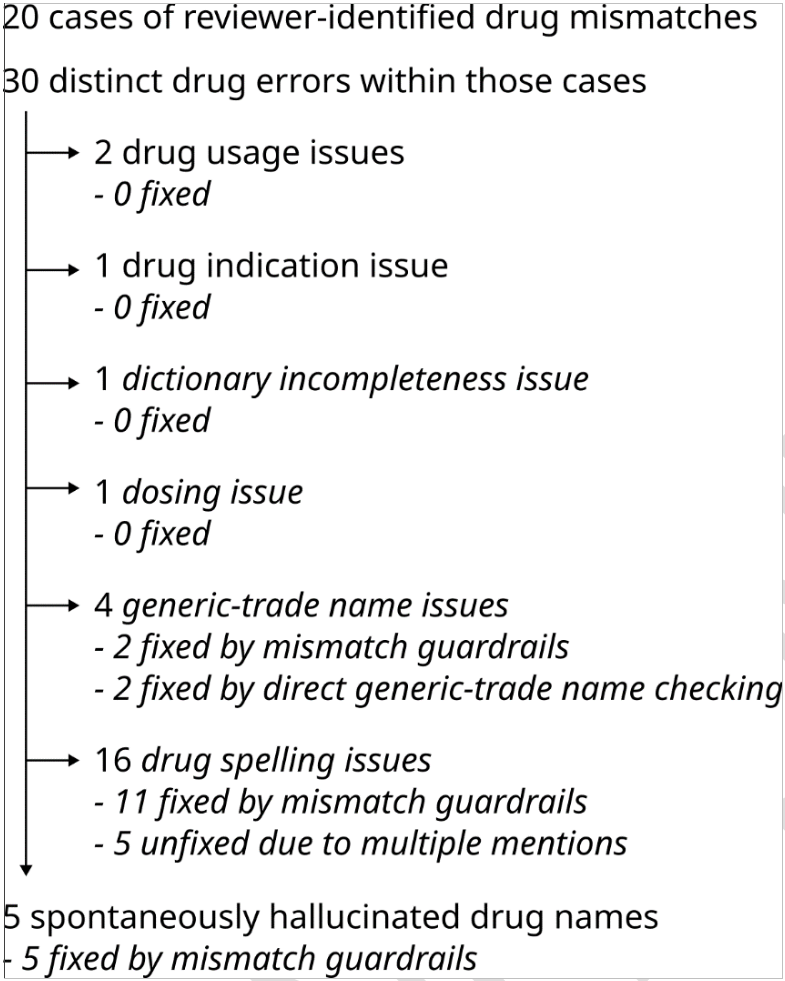 20 cases of reviewer-identified drug mismatches
30 distinct drug errors within those cases
2 drug usage issues
- 0 fixed
1 drug indication issue
- 0 fixed
1 dictionary incompleteness issue
- 0 fixed
1 dosing issue
- 0 fixed
4 generic-trade name issues
- 2 fixed by mismatch guardrails
- 2 fixed by direct generic-trade name checking
16 drug spelling issues
- 11 fixed by mismatch guardrails
- 5 unfixed due to multiple mentions
5 spontaneously hallucinated drug names
- 5 fixed by mismatch guardrails